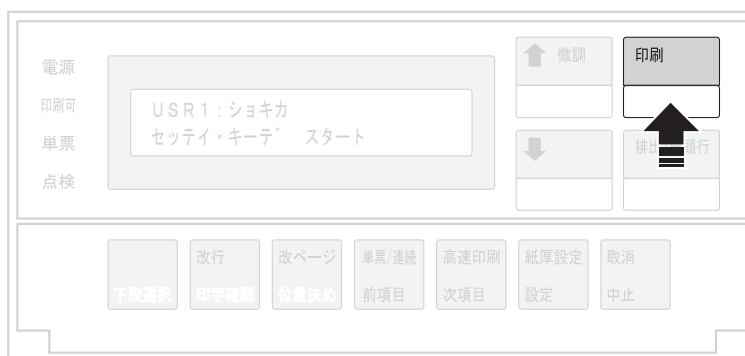 電源
印刷可
単票
点検
USR1:ショキカ
セッテイ・キーデ゛ スタート
微調
印刷
排出 頭行
改行
改ページ
単票/連続
高速印刷
紙厚設定
取消
下段選択
印字確認
位置決め
前項目
次項目
設定
中止